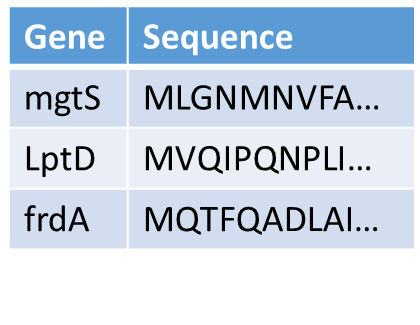 Gene Sequence
mgtS MLGNMNVFA...
LptD MVQIPQNPLI...
frdA MQTFQADLAI...